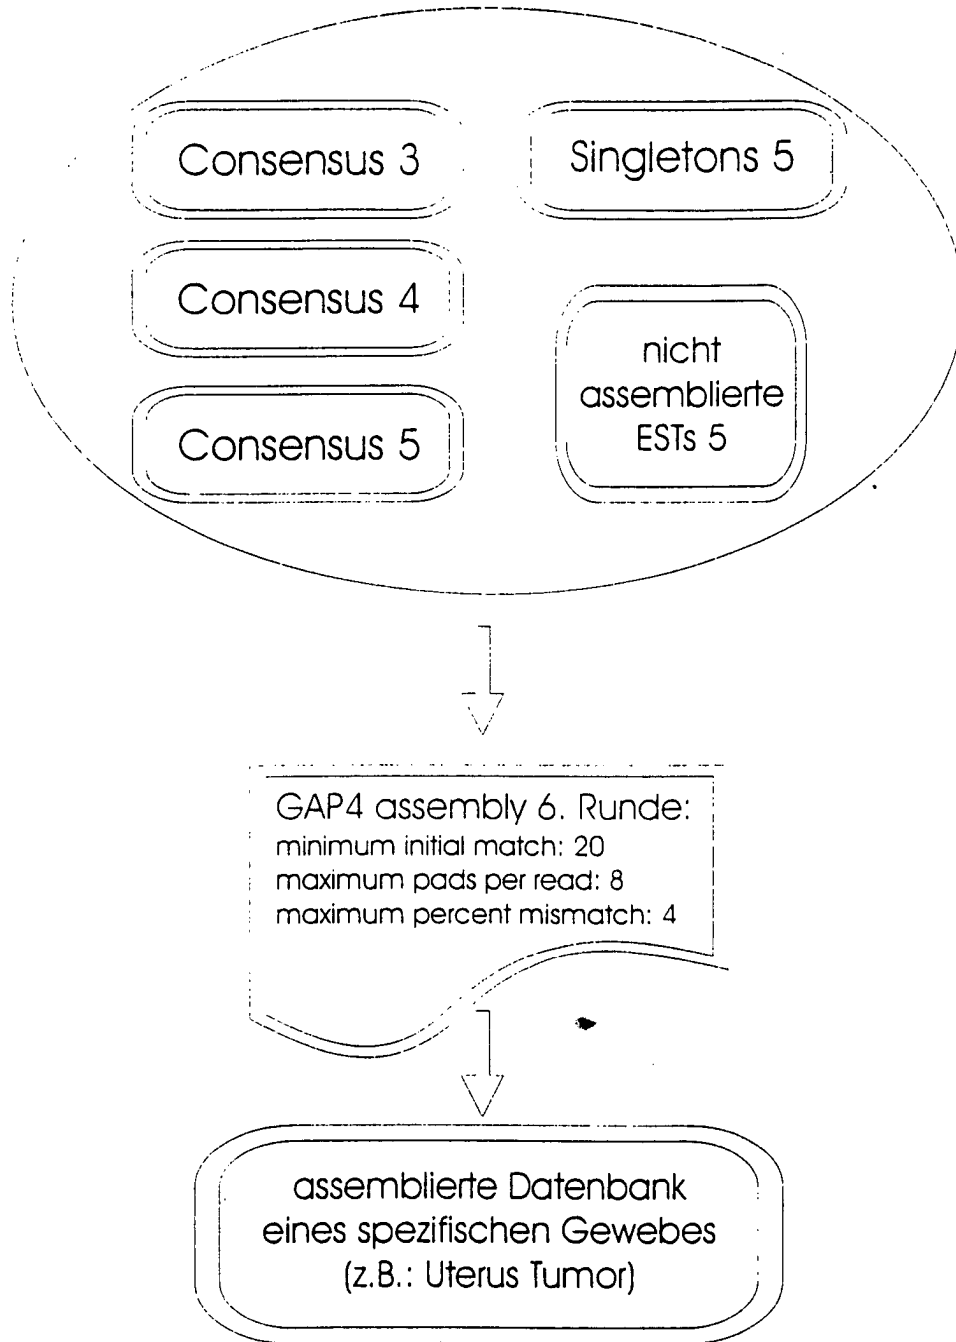 Consensus 3
Singletons 5
Consensus 4
nicht
assemblierte
ESTs 5
Consensus 5
GAP4 assembly 6. Runde:
minimum initial match: 20
maximum pads per read: 8
maximum percent mismatch: 4
assemblierte Datenbank
eines spezifischen Gewebes
(z.B.: Uterus Tumor)